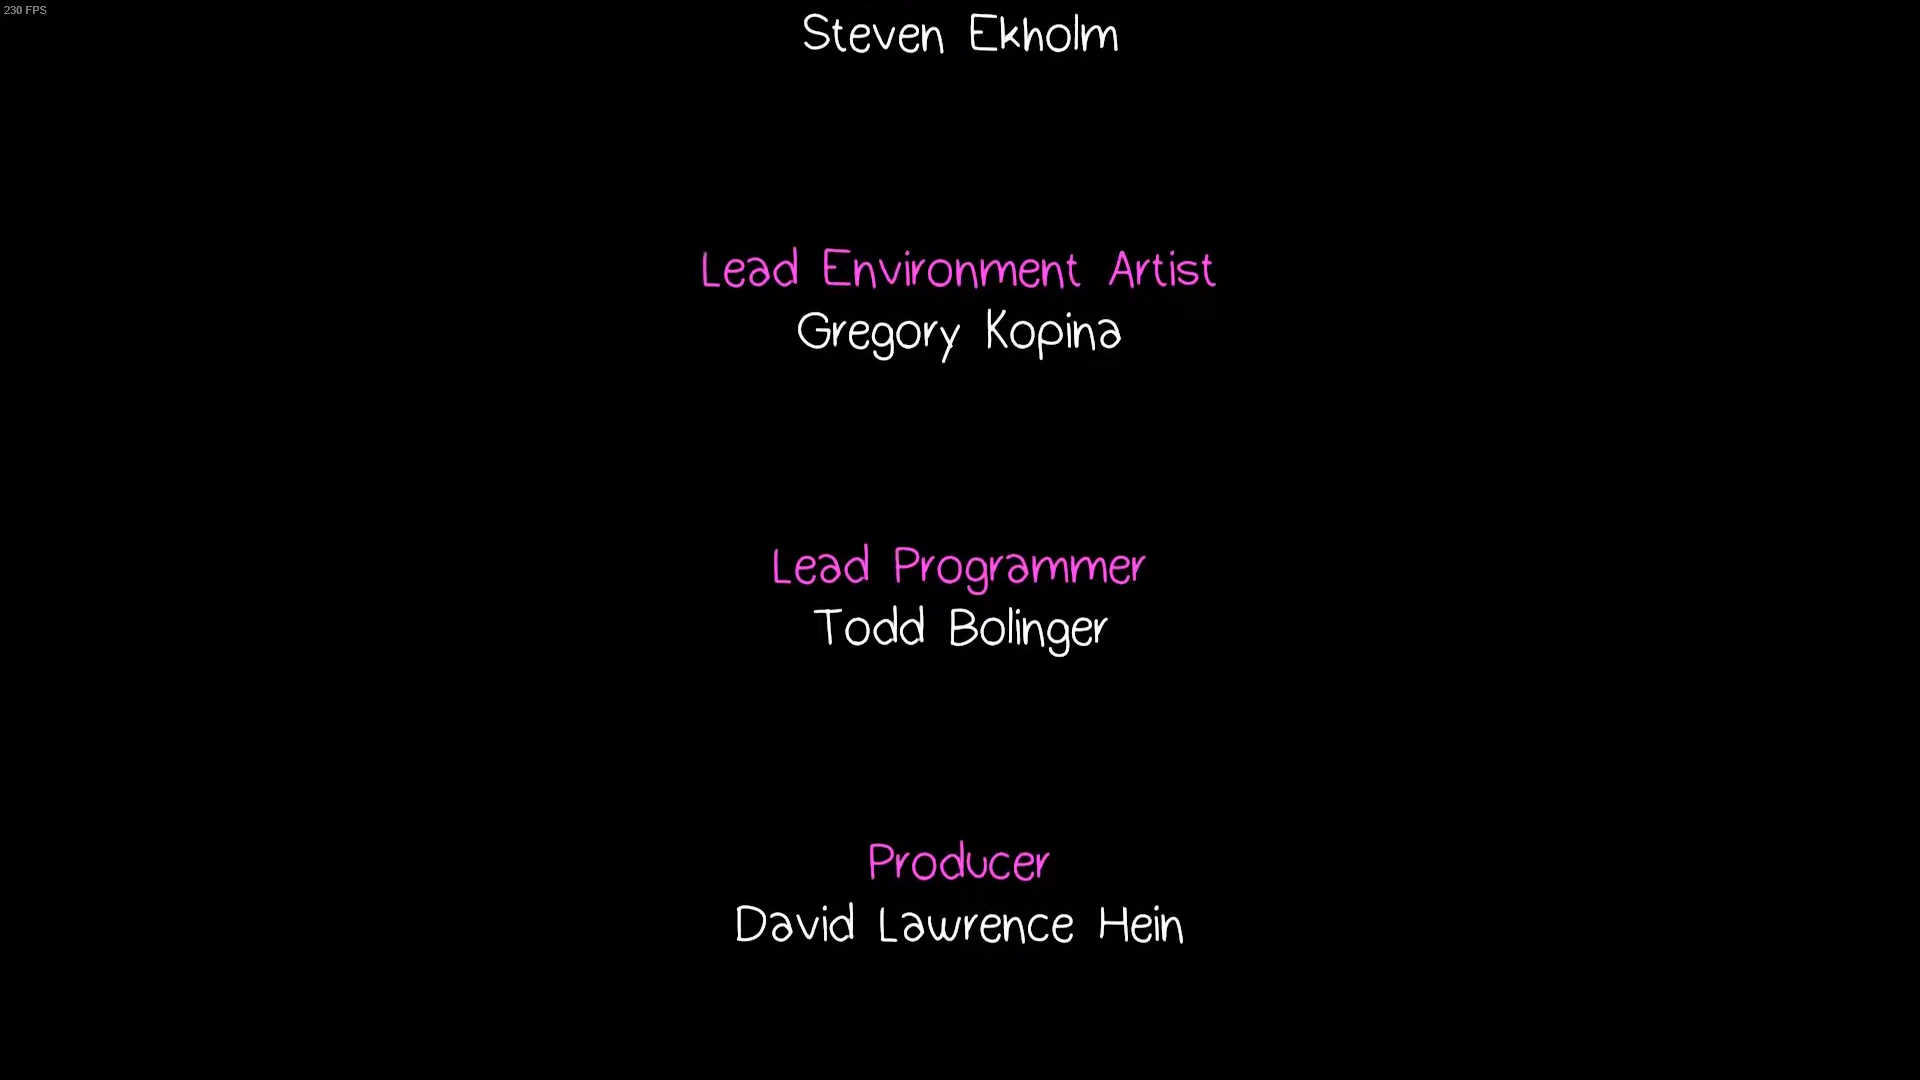 230 FPS
Steven Ekholm
Lead Environment Artist
Gregory Kopina
Lead Programmer
Todd Bolinger
Producer
David Lawrence Hein